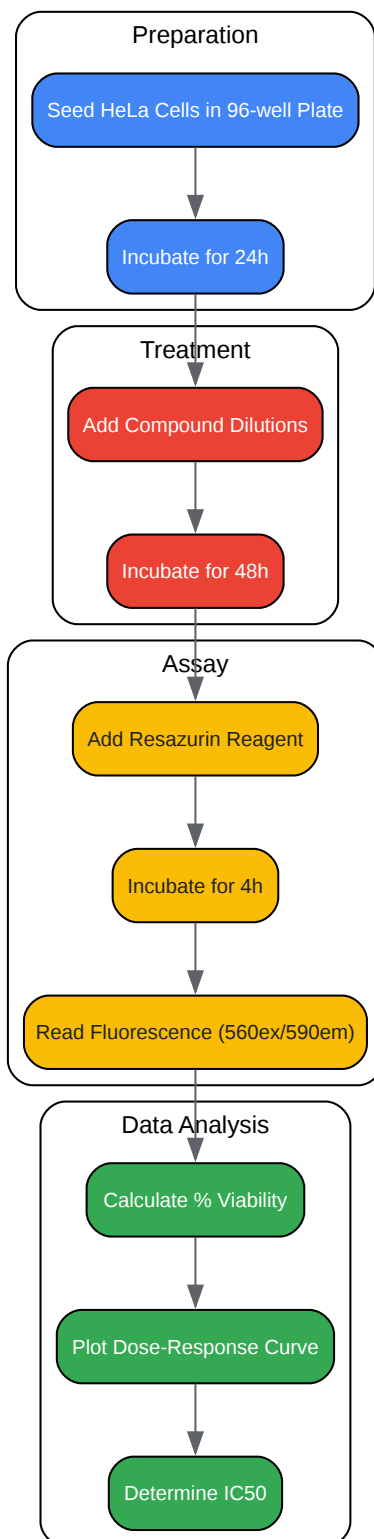 Preparation
Seed HeLa Cells in 96-well Plate
Incubate for 24h
Treatment
Add Compound Dilutions
Incubate for 48h
Assay
Add Resazurin Reagent
Incubate for 4h
Read Fluorescence (560ex/590em)
Data Analysis
Calculate % Viability
Plot Dose-Response Curve
Determine IC50